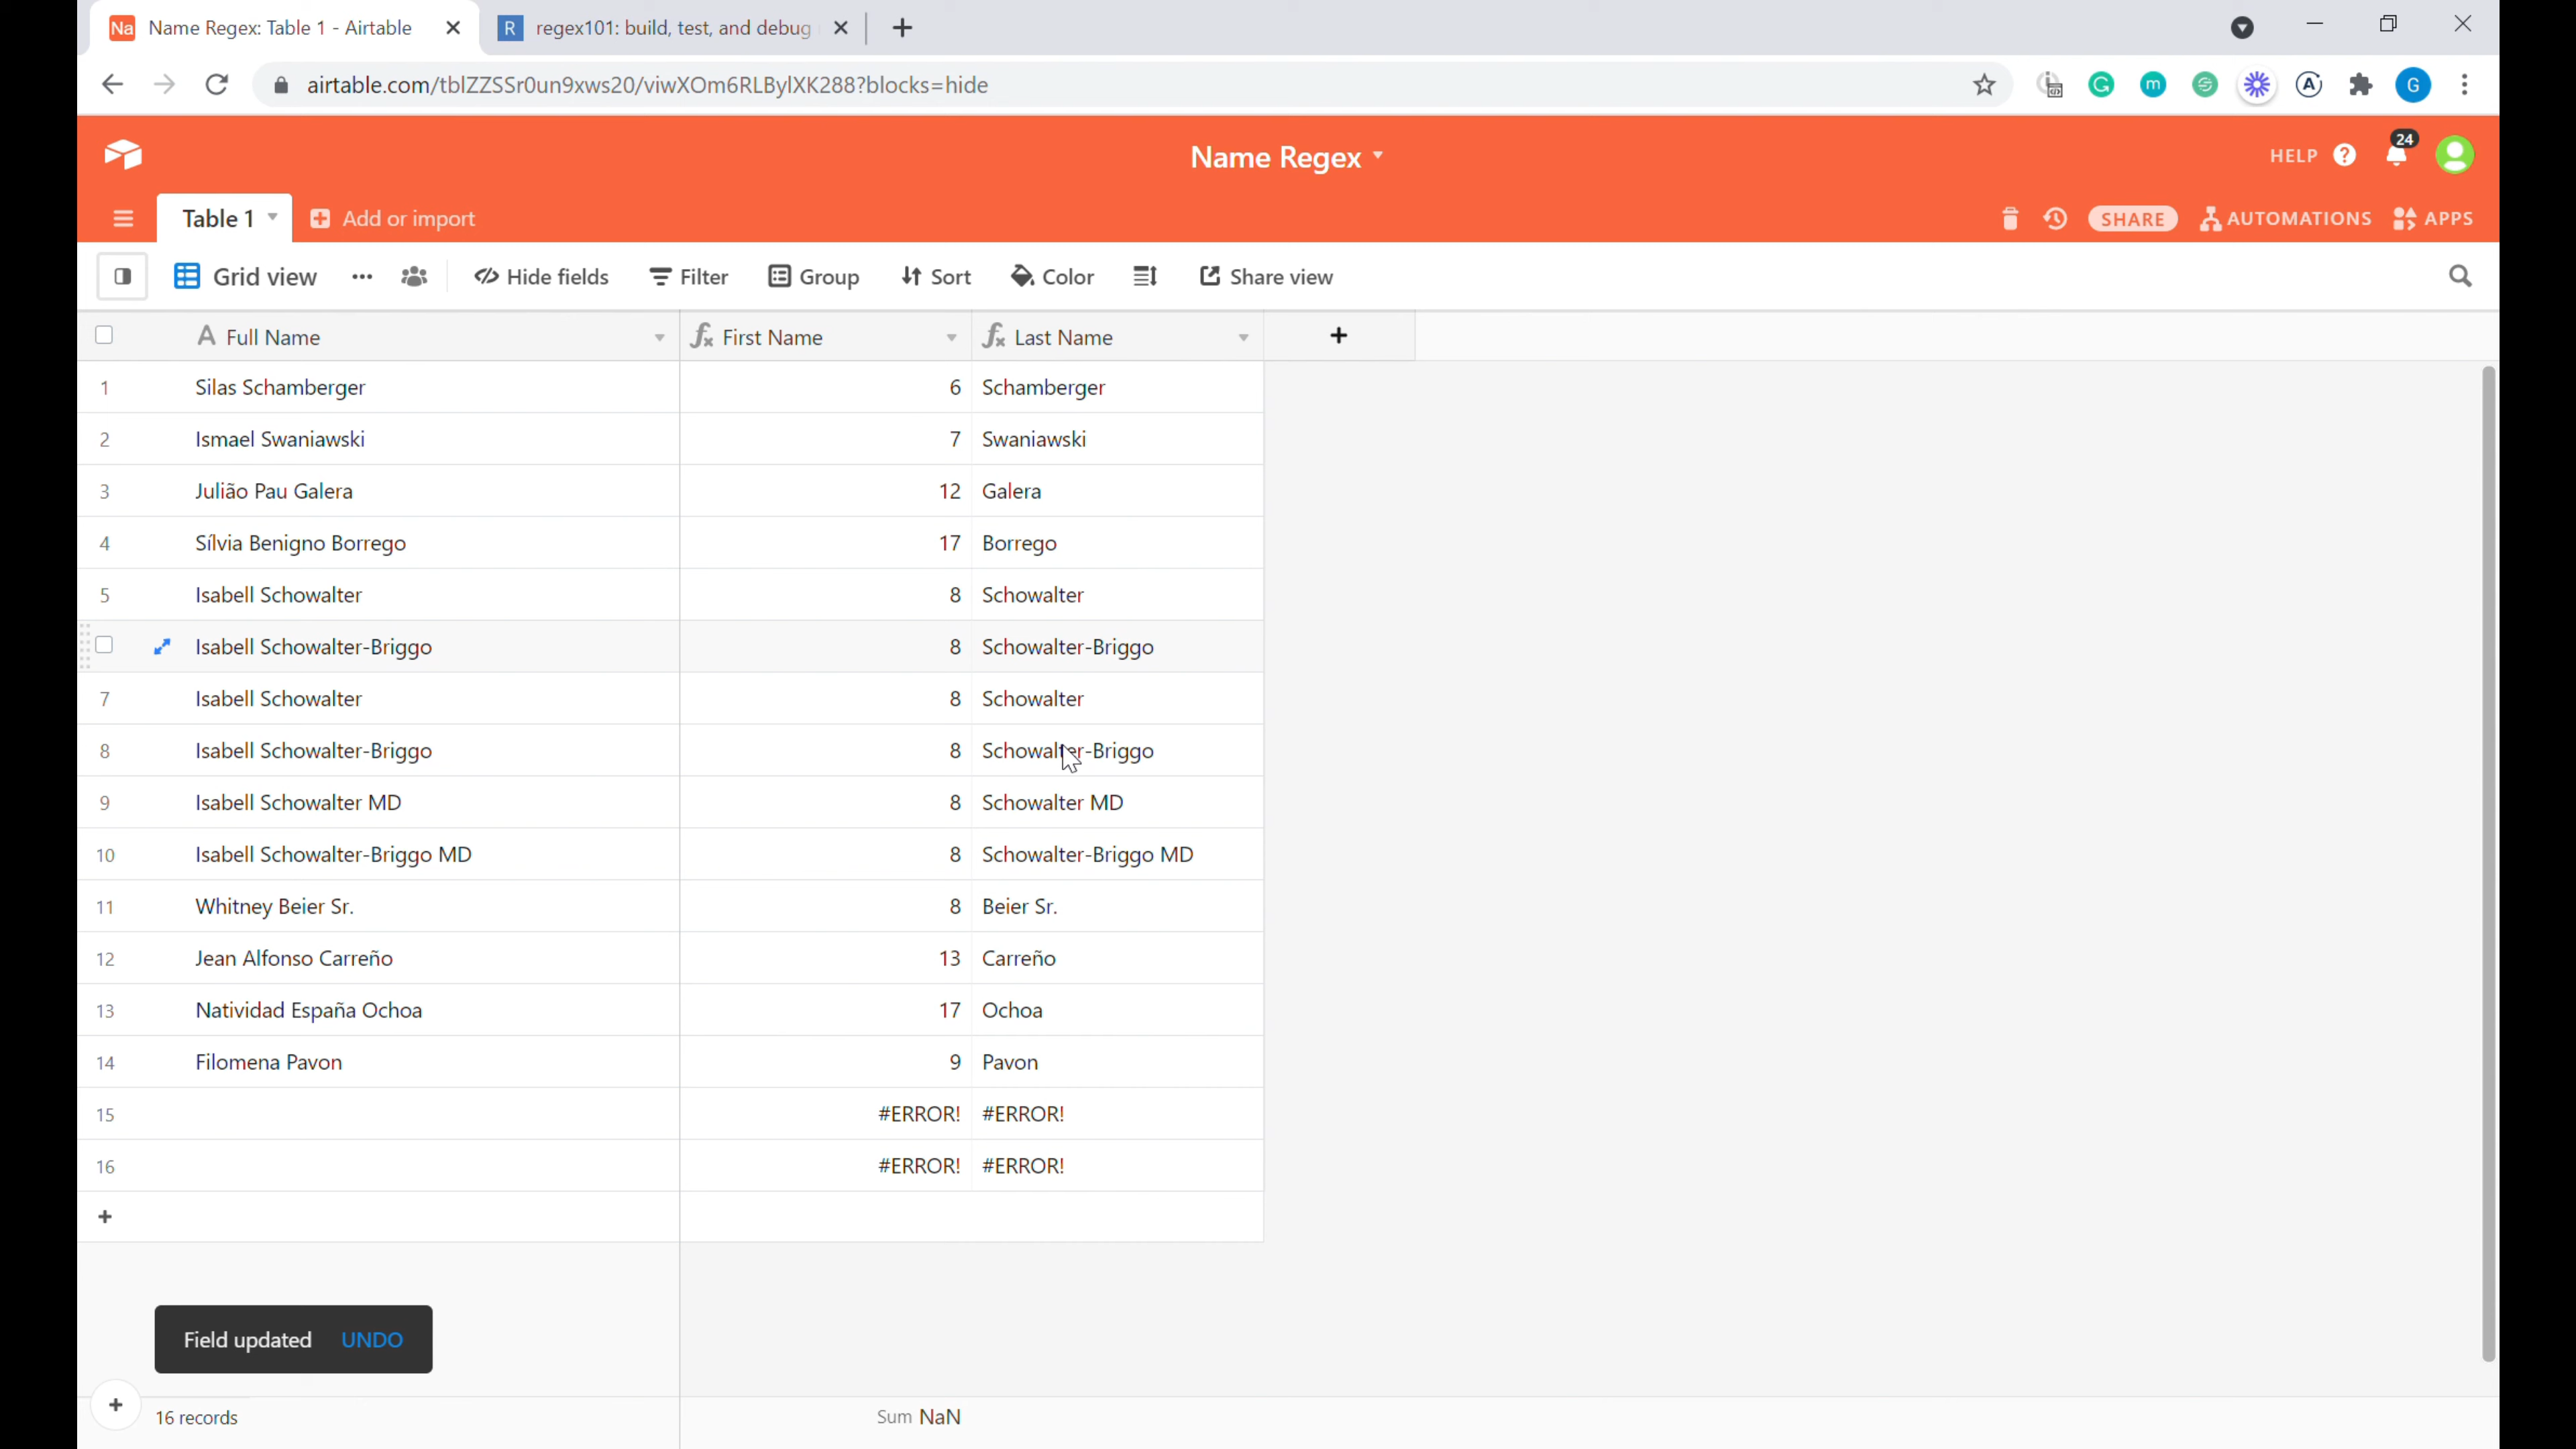 Na Name Regex: Table 1 - Airtable R regex101: build, test, and debug
airtable.com/tblZZSSr0un9xws20/viwXOm6RLByIXK288?blocks=hide G m A G
Name Regex HELP ? 24
Table 1 Add or import SHARE AUTOMATIONS APPS
Grid view Hide fields Filter Group Sort Color Share view
A Full Name fx First Name fx Last Name
1 Silas Schamberger 6 Schamberger
2 Ismael Swaniawski 7 Swaniawski
3 Julião Pau Galera 12 Galera
4 Sílvia Benigno Borrego 17 Borrego
5 Isabell Schowalter 8 Schowalter
Isabell Schowalter-Briggo 8 Schowalter-Briggo
7 Isabell Schowalter 8 Schowalter
8 Isabell Schowalter-Briggo 8 Schowalter-Briggo
9 Isabell Schowalter MD 8 Schowalter MD
10 Isabell Schowalter-Briggo MD 8 Schowalter-Briggo MD
11 Whitney Beier Sr. 8 Beier Sr.
12 Jean Alfonso Carreño 13 Carreño
13 Natividad España Ochoa 17 Ochoa
14 Filomena Pavon 9 Pavon
15 #ERROR! #ERROR!
16 #ERROR! #ERROR!
Field updated UNDO
16 records Sum NaN